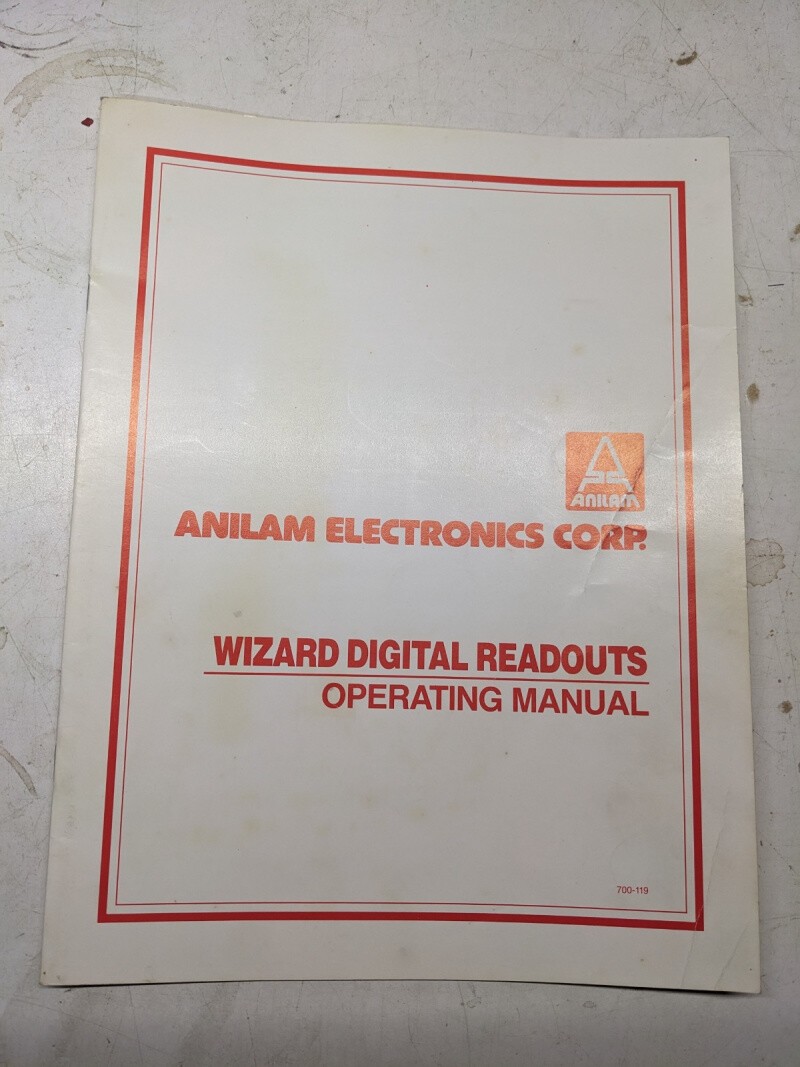 ANILAM
ANILAM ELECTRONICS CORP.
WIZARD DIGITAL READOUTS
OPERATING MANUAL
700-119